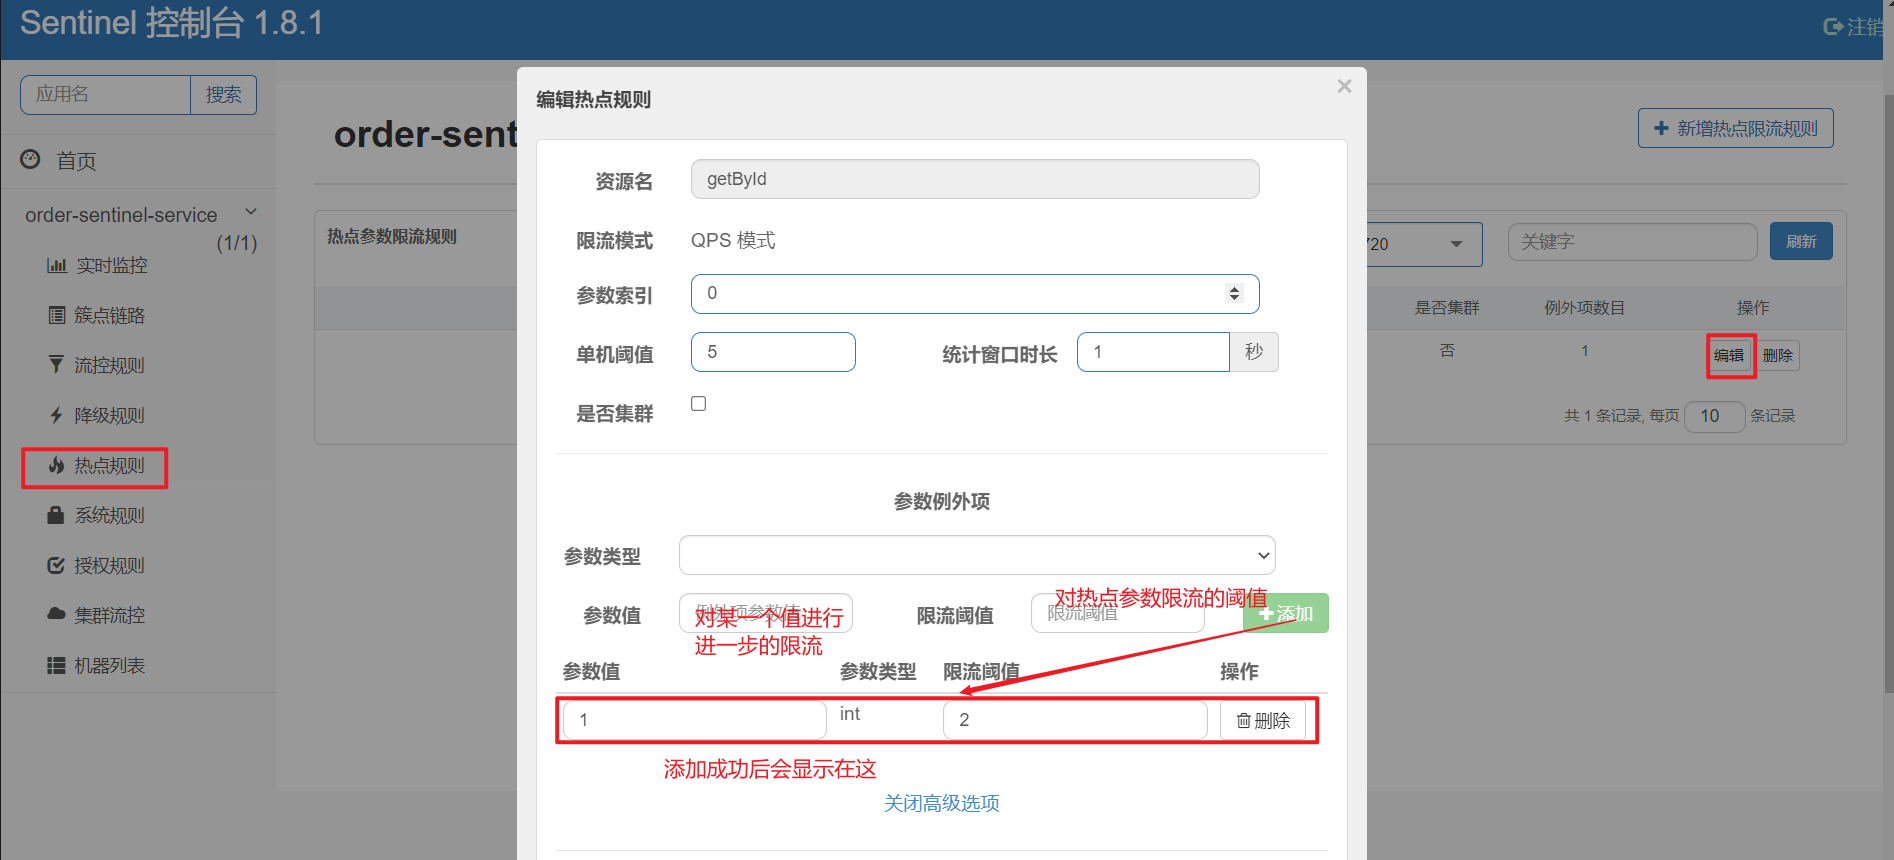 Sentinel 控制台 1.8.1
注销
应用名
搜索
首页
order-sentinel-service
(1/1)
实时监控
簇点链路
流控规则
降级规则
热点规则
系统规则
授权规则
集群流控
机器列表
order-sent
新增热点限流规则
热点参数限流规则
720
关键字
刷新
是否集群 例外项数目 操作
否 1 编辑 删除
共 1 条记录, 每页 10 条记录
编辑热点规则
×
资源名 getById
限流模式 QPS 模式
参数索引 0
单机阈值 5 统计窗口时长 1 秒
是否集群
参数例外项
参数类型
参数值 例外项参数值 限流阈值 限流阈值 添加
对热点参数限流的阈值
对某一个值进行
进一步的限流
参数值 参数类型 限流阈值 操作
1 int 2 删除
添加成功后会显示在这
关闭高级选项